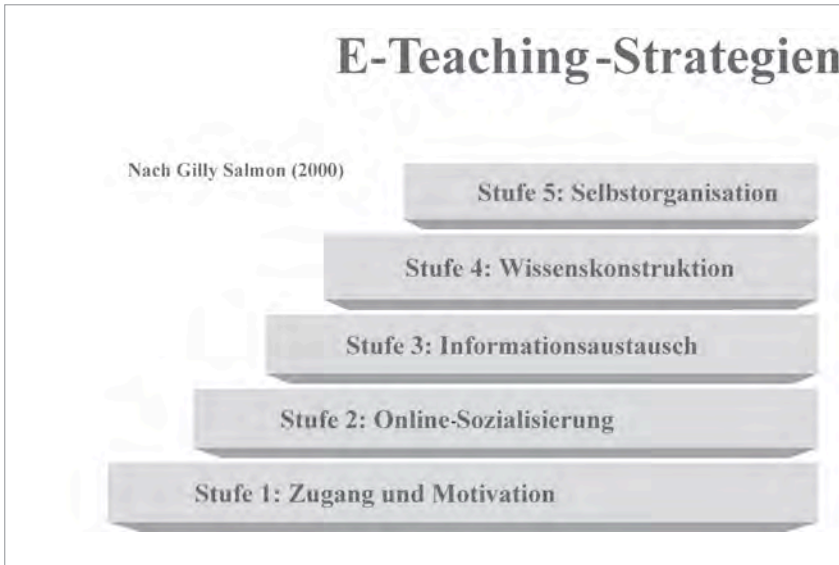 E-Teaching-Strategien
Nach Gilly Salmon (2000)
Stufe 5: Selbstorganisation
Stufe 4: Wissenskonstruktion
Stufe 3: Informationsaustausch
Stufe 2: Online-Sozialisierung
Stufe 1: Zugang und Motivation